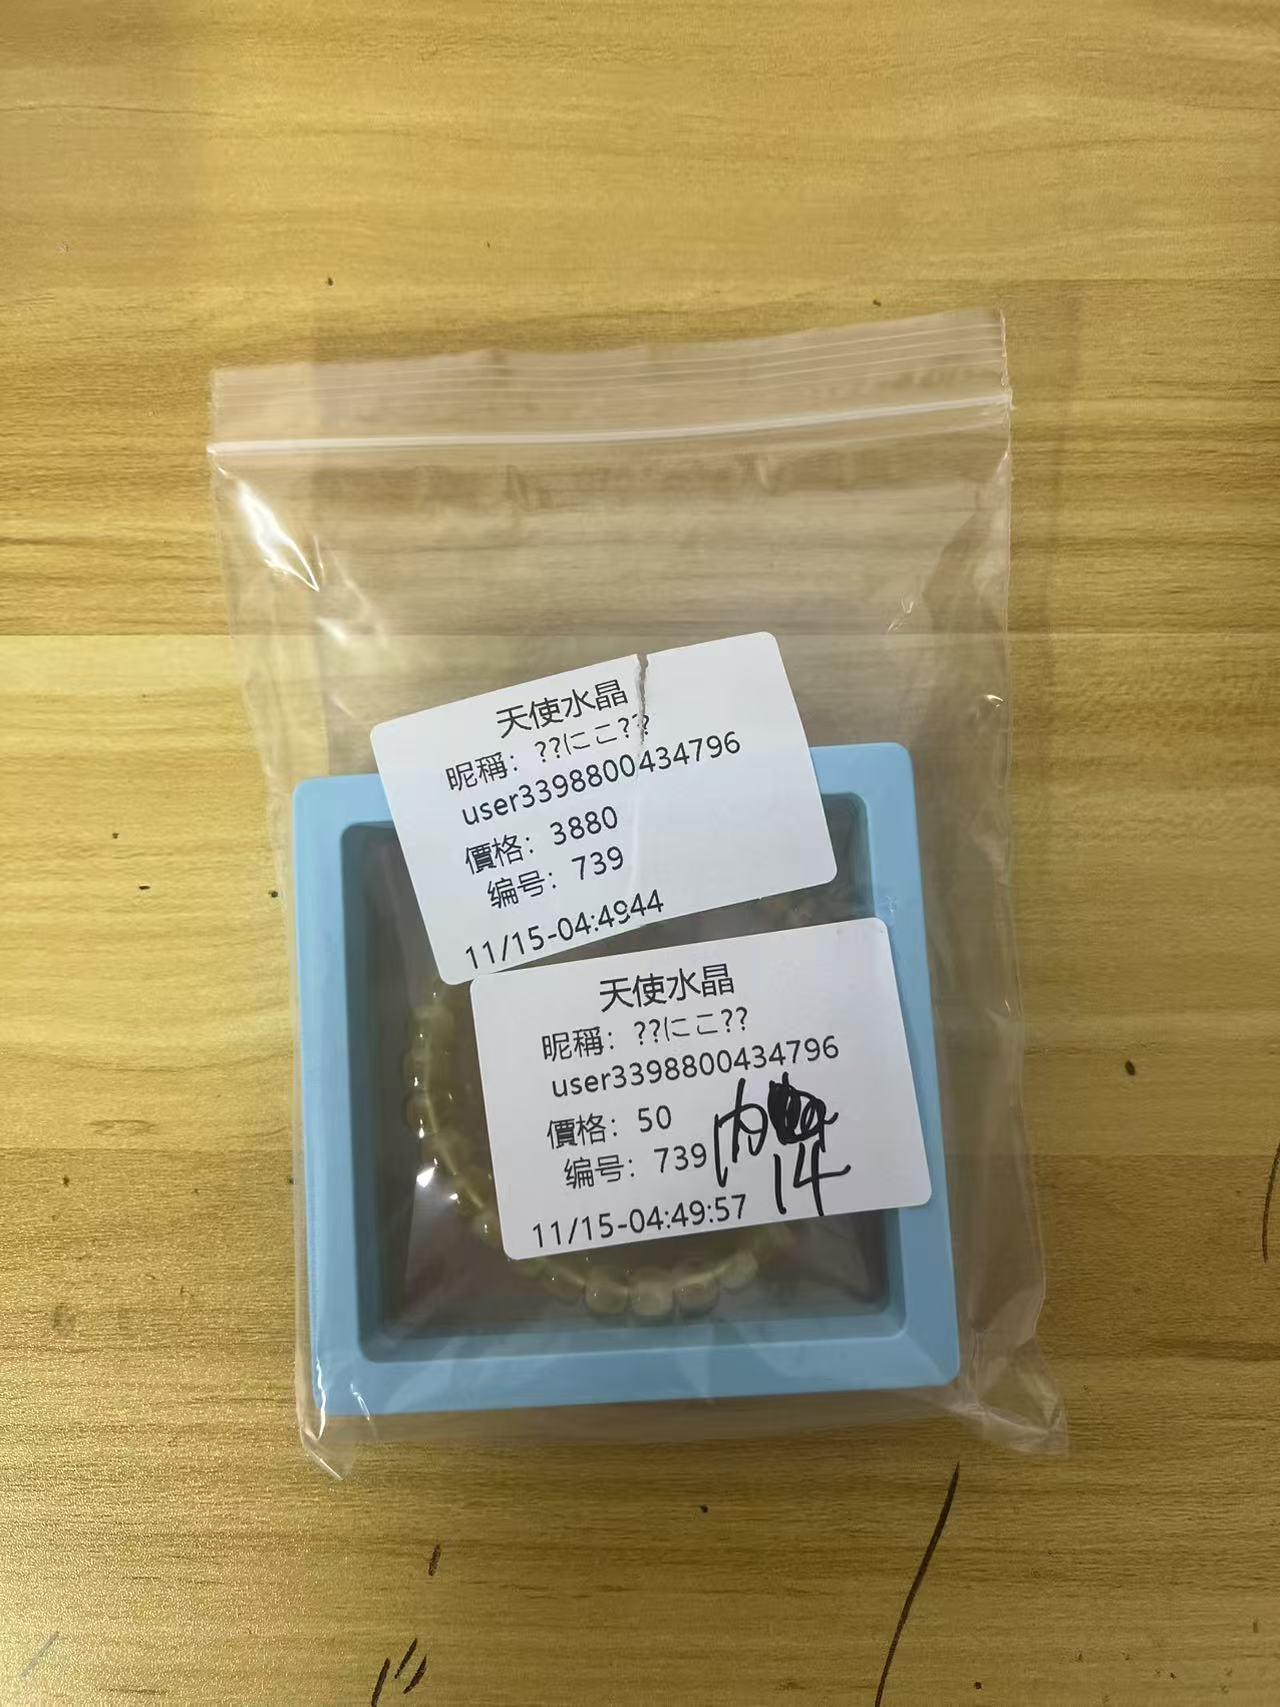 天使水晶
昵稱：??にこ??
user3398800434796
價格：3880
编号：739
11/15-04:4944
天使水晶
昵稱：??にこ??
user3398800434796
價格：50
编号：739
内
14
11/15-04:49:57